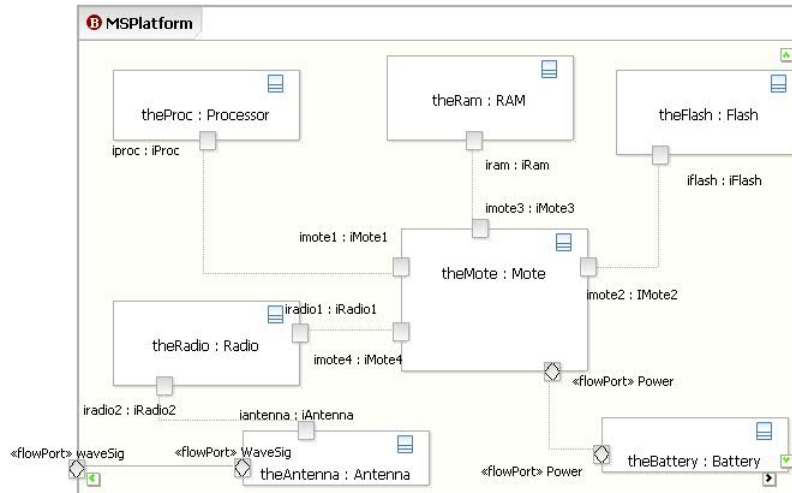 MSPlatform
theProc : Processor
theRam : RAM
theFlash : Flash
iproc : iProc
iram : iRam
iflash : iFlash
imote3 : iMote3
imote1 : iMote1
theMote : Mote
imote2 : IMote2
iradio1 : iRadio1
theRadio : Radio
imote4 : iMote4
«flowPort» Power
iradio2 : iRadio2
iantenna : iAntenna
«flowPort» waveSig
«flowPort» WaveSig
theAntenna : Antenna
theBattery : Battery
«flowPort» Power